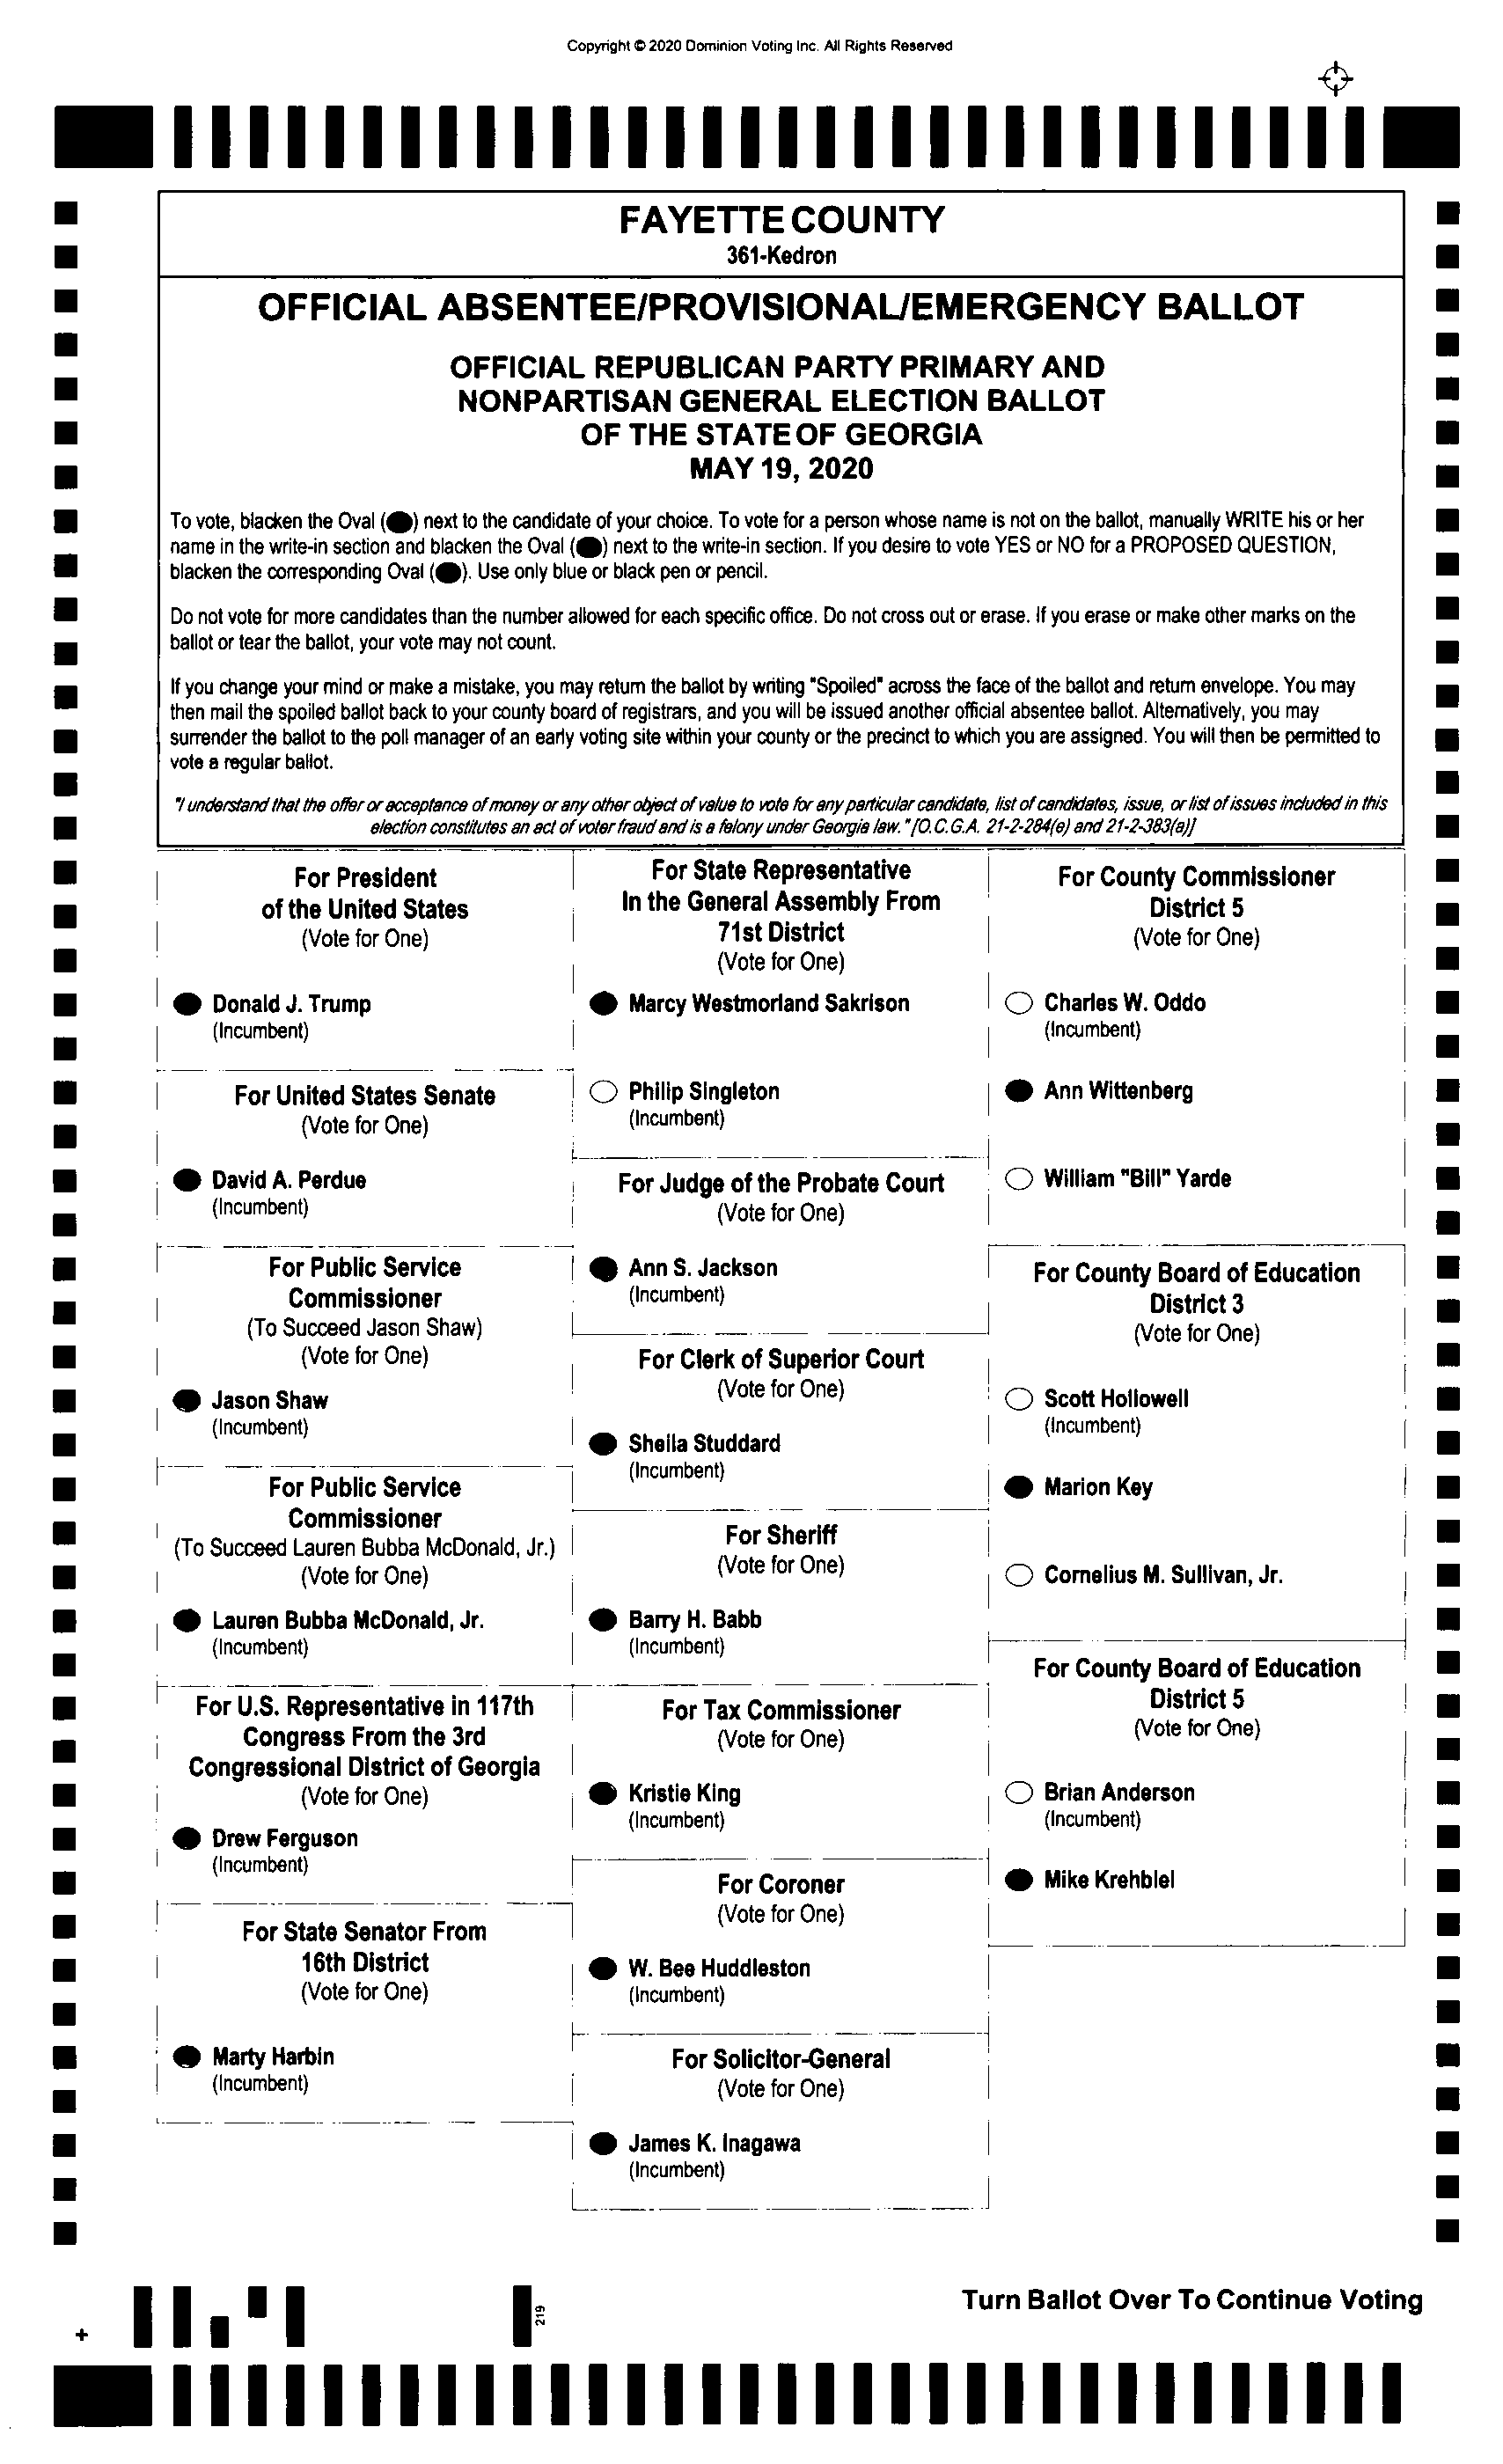 Copyright © 2020 Dominion Voting Inc. All Rights Reserved
FAYETTE COUNTY
361-Kedron
OFFICIAL ABSENTEE/PROVISIONAL/EMERGENCY BALLOT
OFFICIAL REPUBLICAN PARTY PRIMARY AND
NONPARTISAN GENERAL ELECTION BALLOT
OF THE STATE OF GEORGIA
MAY 19, 2020
To vote, blacken the Oval ( ) next to the candidate of your choice. To vote for a person whose name is not on the ballot, manually WRITE his or her
name in the write-in section and blacken the Oval ( ) next to the write-in section. If you desire to vote YES or NO for a PROPOSED QUESTION,
blacken the corresponding Oval ( ). Use only blue or black pen or pencil.
Do not vote for more candidates than the number allowed for each specific office. Do not cross out or erase. If you erase or make other marks on the
ballot or tear the ballot, your vote may not count.
If you change your mind or make a mistake, you may return the ballot by writing "Spoiled" across the face of the ballot and return envelope. You may
then mail the spoiled ballot back to your county board of registrars, and you will be issued another official absentee ballot. Alternatively, you may
surrender the ballot to the poll manager of an early voting site within your county or the precinct to which you are assigned. You will then be permitted to
vote a regular ballot.
"I understand that the offer or acceptance of money or any other object of value to vote for any particular candidate, list of candidates, issue, or list of issues included in this
election constitutes an act of voter fraud and is a felony under Georgia law." [O.C.G.A. 21-2-284(e) and 21-2-383(a)]
For President
of the United States
(Vote for One)
Donald J. Trump
(Incumbent)
For United States Senate
(Vote for One)
David A. Perdue
(Incumbent)
For Public Service
Commissioner
(To Succeed Jason Shaw)
(Vote for One)
Jason Shaw
(Incumbent)
For Public Service
Commissioner
(To Succeed Lauren Bubba McDonald, Jr.)
(Vote for One)
Lauren Bubba McDonald, Jr.
(Incumbent)
For U.S. Representative in 117th
Congress From the 3rd
Congressional District of Georgia
(Vote for One)
Drew Ferguson
(Incumbent)
For State Senator From
16th District
(Vote for One)
Marty Harbin
(Incumbent)
For State Representative
In the General Assembly From
71st District
(Vote for One)
Marcy Westmorland Sakrison
Philip Singleton
(Incumbent)
For Judge of the Probate Court
(Vote for One)
Ann S. Jackson
(Incumbent)
For Clerk of Superior Court
(Vote for One)
Sheila Studdard
(Incumbent)
For Sheriff
(Vote for One)
Barry H. Babb
(Incumbent)
For Tax Commissioner
(Vote for One)
Kristie King
(Incumbent)
For Coroner
(Vote for One)
W. Bee Huddleston
(Incumbent)
For Solicitor-General
(Vote for One)
James K. Inagawa
(Incumbent)
For County Commissioner
District 5
(Vote for One)
Charles W. Oddo
(Incumbent)
Ann Wittenberg
William "Bill" Yarde
For County Board of Education
District 3
(Vote for One)
Scott Hollowell
(Incumbent)
Marion Key
Cornelius M. Sullivan, Jr.
For County Board of Education
District 5
(Vote for One)
Brian Anderson
(Incumbent)
Mike Krehbiel
Turn Ballot Over To Continue Voting
219